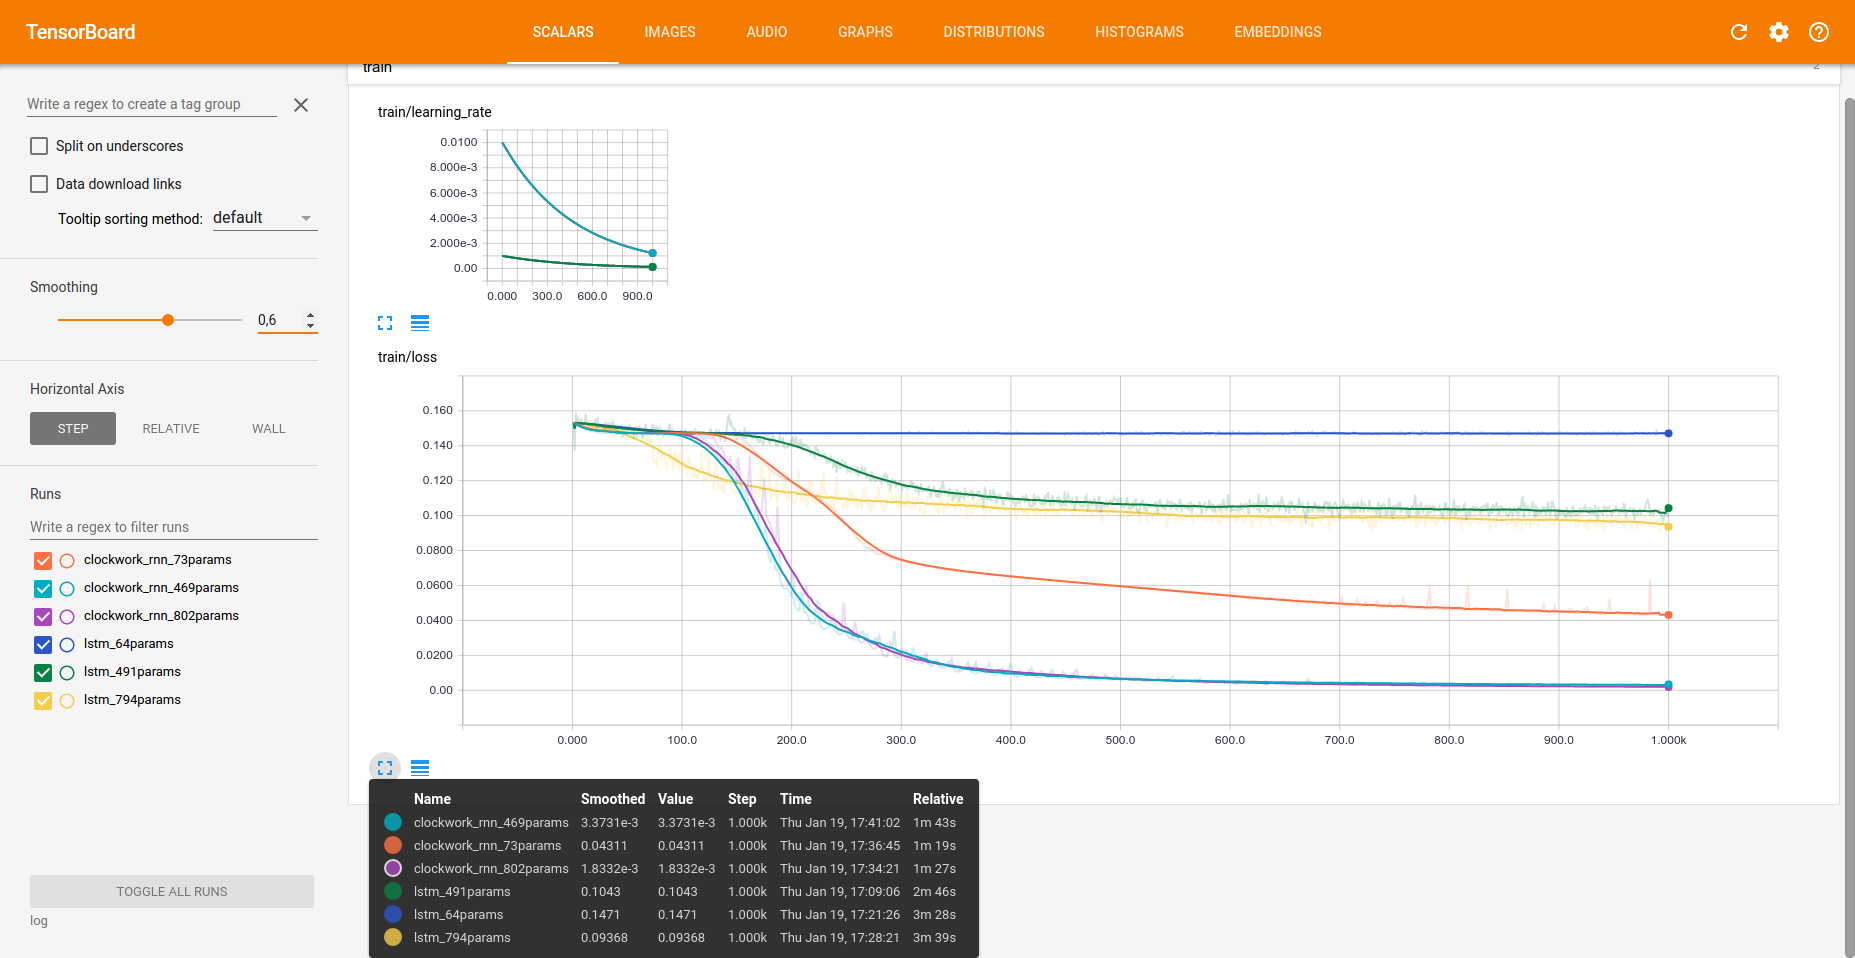 TensorBoard
SCALARS IMAGES AUDIO GRAPHS DISTRIBUTIONS HISTOGRAMS EMBEDDINGS
Write a regex to create a tag group
Split on underscores
Data download links
Tooltip sorting method: default
Smoothing
0,6
Horizontal Axis
STEP RELATIVE WALL
Runs
Write a regex to filter runs
clockwork_rnn_73params
clockwork_rnn_469params
clockwork_rnn_802params
lstm_64params
lstm_491params
lstm_794params
TOGGLE ALL RUNS
log
train 2
train/learning_rate
0.0100
8.000e-3
6.000e-3
4.000e-3
2.000e-3
0.00
0.000 300.0 600.0 900.0
train/loss
0.160
0.140
0.120
0.100
0.0800
0.0600
0.0400
0.0200
0.00
0.000 100.0 200.0 300.0 400.0 500.0 600.0 700.0 800.0 900.0 1.000k
Name Smoothed Value Step Time Relative
clockwork_rnn_469params 3.3731e-3 3.3731e-3 1.000k Thu Jan 19, 17:41:02 1m 43s
clockwork_rnn_73params 0.04311 0.04311 1.000k Thu Jan 19, 17:36:45 1m 19s
clockwork_rnn_802params 1.8332e-3 1.8332e-3 1.000k Thu Jan 19, 17:34:21 1m 27s
lstm_491params 0.1043 0.1043 1.000k Thu Jan 19, 17:09:06 2m 46s
lstm_64params 0.1471 0.1471 1.000k Thu Jan 19, 17:21:26 3m 28s
lstm_794params 0.09368 0.09368 1.000k Thu Jan 19, 17:28:21 3m 39s